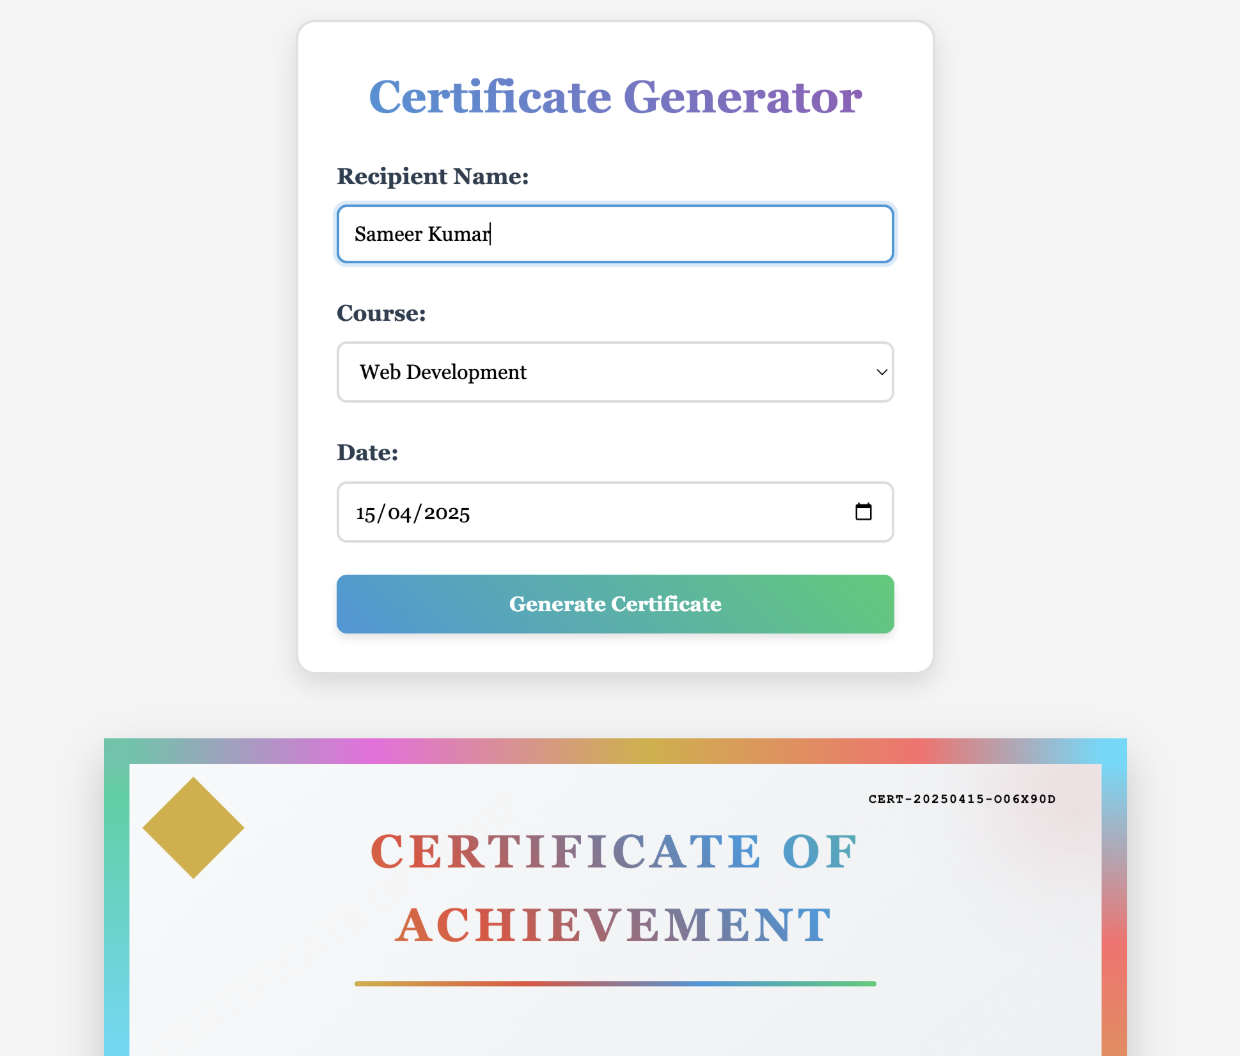 Certificate Generator
Recipient Name:
Sameer Kumar
Course:
Web Development
Date:
15/04/2025
Generate Certificate
CERT-20250415-O06X90D
CERTIFICATE OF
ACHIEVEMENT